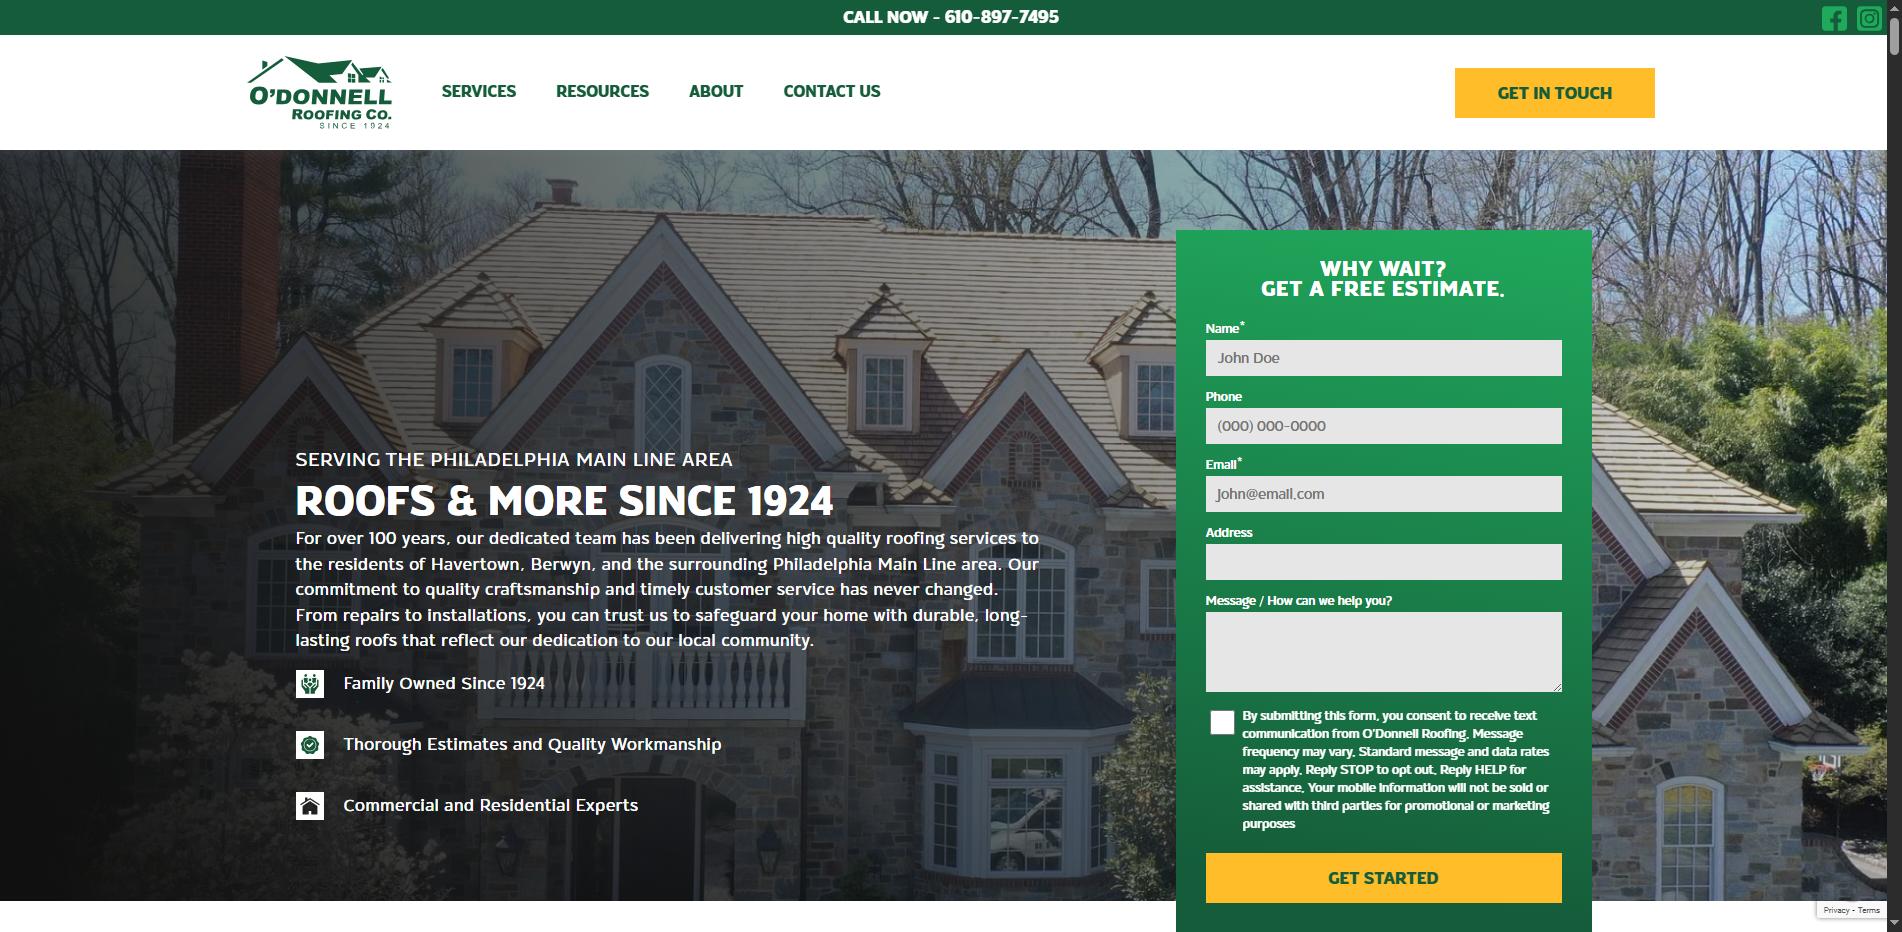 CALL NOW - 610-897-7495
O'DONNELL
ROOFING CO.
SINCE 1924
SERVICES
RESOURCES
ABOUT
CONTACT US
GET IN TOUCH
SERVING THE PHILADELPHIA MAIN LINE AREA
ROOFS & MORE SINCE 1924
For over 100 years, our dedicated team has been delivering high quality roofing services to
the residents of Havertown, Berwyn, and the surrounding Philadelphia Main Line area. Our
commitment to quality craftsmanship and timely customer service has never changed.
From repairs to installations, you can trust us to safeguard your home with durable, long-
lasting roofs that reflect our dedication to our local community.
Family Owned Since 1924
Thorough Estimates and Quality Workmanship
Commercial and Residential Experts
WHY WAIT?
GET A FREE ESTIMATE.
Name*
John Doe
Phone
(000) 000-0000
Email*
John@email.com
Address
Message / How can we help you?
By submitting this form, you consent to receive text
communication from O'Donnell Roofing. Message
frequency may vary. Standard message and data rates
may apply. Reply STOP to opt out. Reply HELP for
assistance. Your mobile information will not be sold or
shared with third parties for promotional or marketing
purposes
GET STARTED
Privacy - Terms